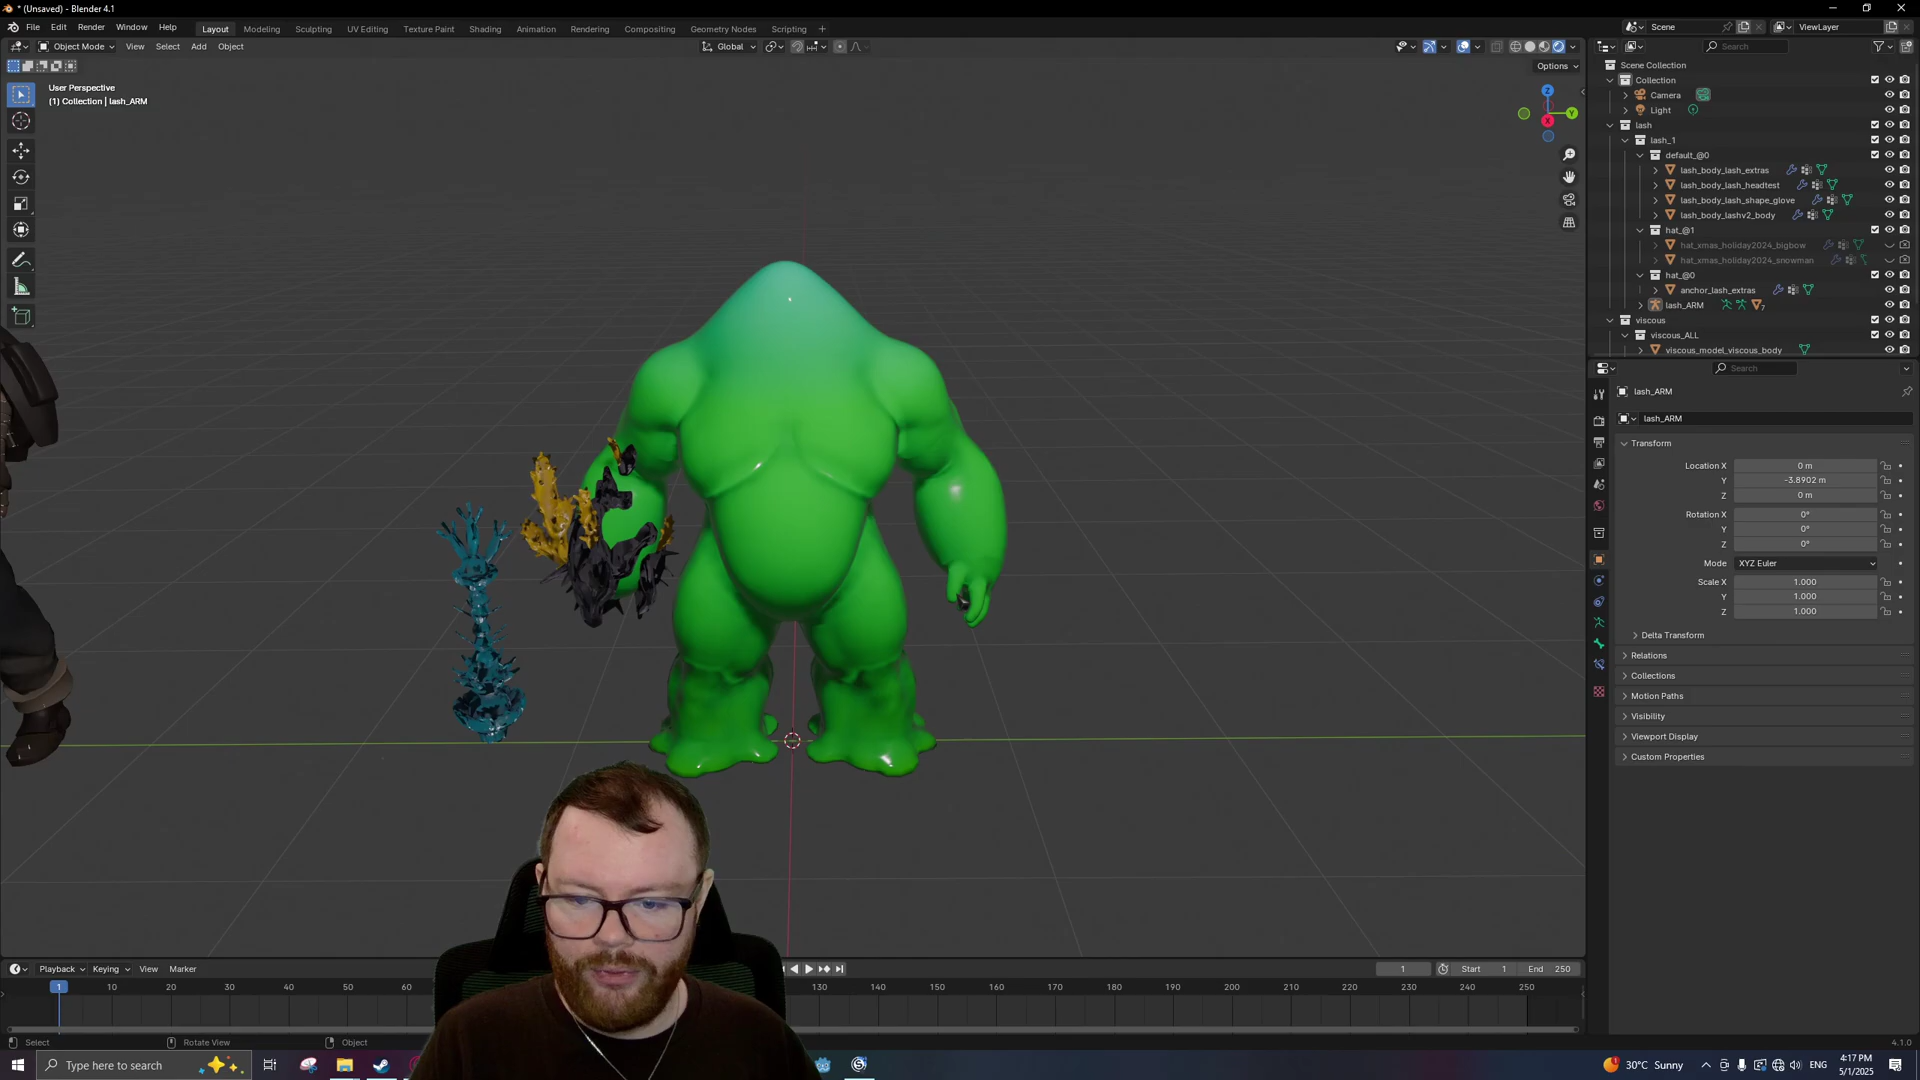 * (Unsaved) - Blender 4.1
File Edit Render Window Help
Layout Modeling Sculpting UV Editing Texture Paint Shading Animation Rendering Compositing Geometry Nodes Scripting +
Scene
ViewLayer
Object Mode View Select Add Object
Global
Search
Options
User Perspective
(1) Collection | lash_ARM
Z
Y
X
Scene Collection
Collection
Camera
Light
lash
lash_1
default_@0
lash_body_lash_extras
lash_body_lash_headtest
lash_body_lash_shape_glove
lash_body_lashv2_body
hat_@1
hat_xmas_holiday2024_bigbow
hat_xmas_holiday2024_snowman
hat_@0
anchor_lash_extras
lash_ARM
viscous
viscous_ALL
viscous_model_viscous_body
Search
lash_ARM
lash_ARM
Transform
Location X 0 m
Y -3.8902 m
Z 0 m
Rotation X 0°
Y 0°
Z 0°
Mode XYZ Euler
Scale X 1.000
Y 1.000
Z 1.000
Delta Transform
Relations
Collections
Motion Paths
Visibility
Viewport Display
Custom Properties
Playback Keying View Marker
1 Start 1 End 250
1 10 20 30 40 50 60 130 140 150 160 170 180 190 200 210 220 230 240 250
Select Rotate View Object
4.1.0
Type here to search
30°C Sunny
ENG
4:17 PM
5/1/2025